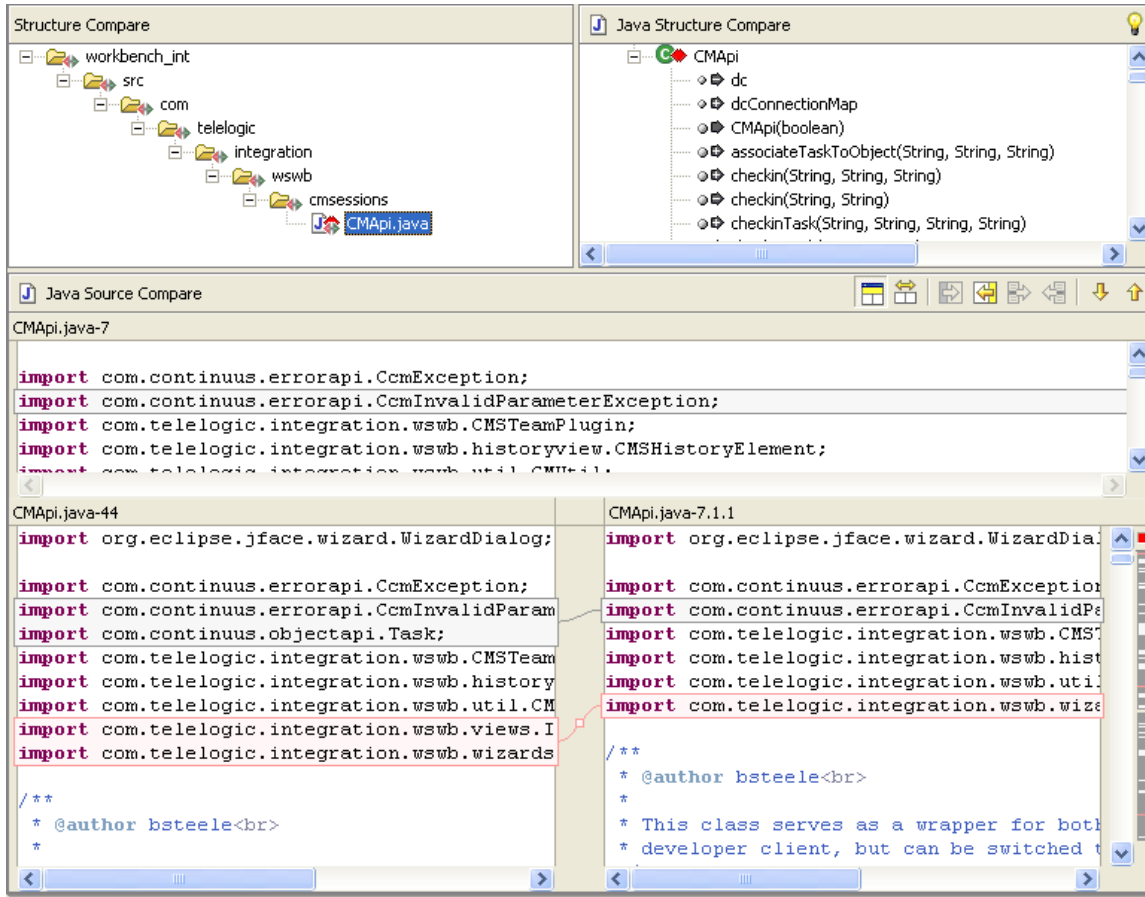 Structure Compare
workbench_int
src
com
telelogic
integration
wswb
cmsessions
CMApi.java
Java Structure Compare
CMApi
dc
dcConnectionMap
CMApi(boolean)
associateTaskToObject(String, String, String)
checkin(String, String, String)
checkin(String, String)
checkinTask(String, String, String, String)
Java Source Compare
CMApi.java-7
import com.continuus.errorapi.CcmException;
import com.continuus.errorapi.CcmInvalidParameterException;
import com.telelogic.integration.wswb.CMSTeamPlugin;
import com.telelogic.integration.wswb.historyview.CMSHistoryElement;
import com.telelogic.integration.wswb.util.CMUtil;
CMApi.java-44
import org.eclipse.jface.wizard.WizardDialog;
import com.continuus.errorapi.CcmException;
import com.continuus.errorapi.CcmInvalidParam
import com.continuus.objectapi.Task;
import com.telelogic.integration.wswb.CMSTeam
import com.telelogic.integration.wswb.history
import com.telelogic.integration.wswb.util.CM
import com.telelogic.integration.wswb.views.I
import com.telelogic.integration.wswb.wizards
/**
* @author bsteele<br>
*
CMApi.java-7.1.1
import org.eclipse.jface.wizard.WizardDial
import com.continuus.errorapi.CcmException
import com.continuus.errorapi.CcmInvalidPa
import com.telelogic.integration.wswb.CMST
import com.telelogic.integration.wswb.hist
import com.telelogic.integration.wswb.util
import com.telelogic.integration.wswb.wiza
/**
* @author bsteele<br>
*
* This class serves as a wrapper for both
* developer client, but can be switched t